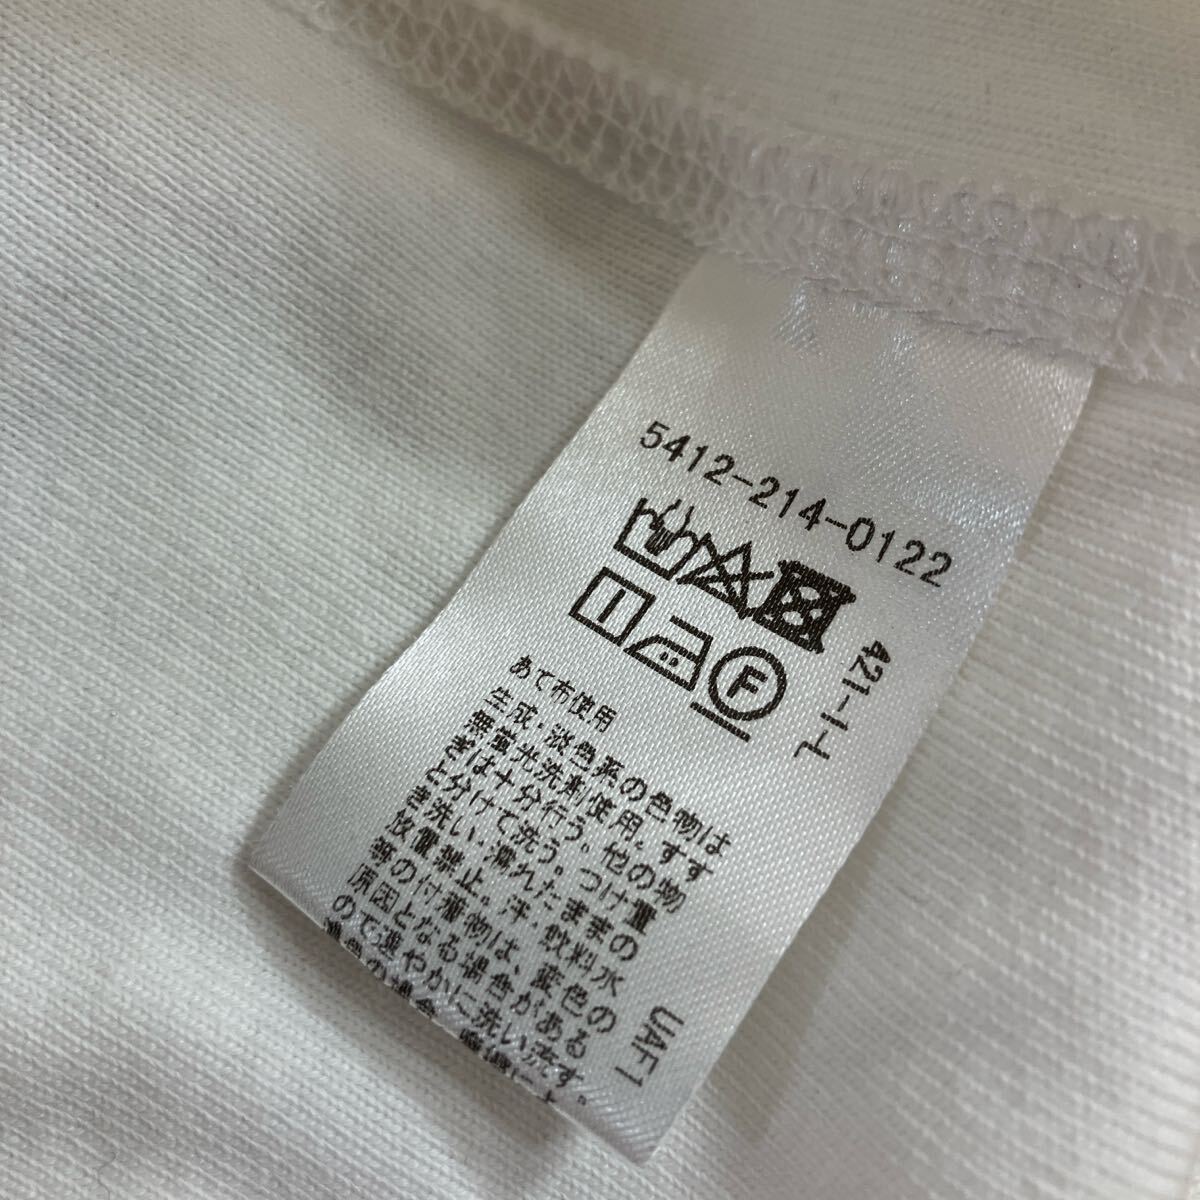 5412-214-0122
F
421-1-L
あて布使用
生成・淡色系の色物は
無蛍光洗剤使用。すす
ぎは十分行う。他の物
と分けて洗う。つけ置
き洗い、濡れたままの
放置禁止。汗、飲料水
等の付着物は、変色の
原因となる場合がある
ので速やかに洗い流す。
UAF1